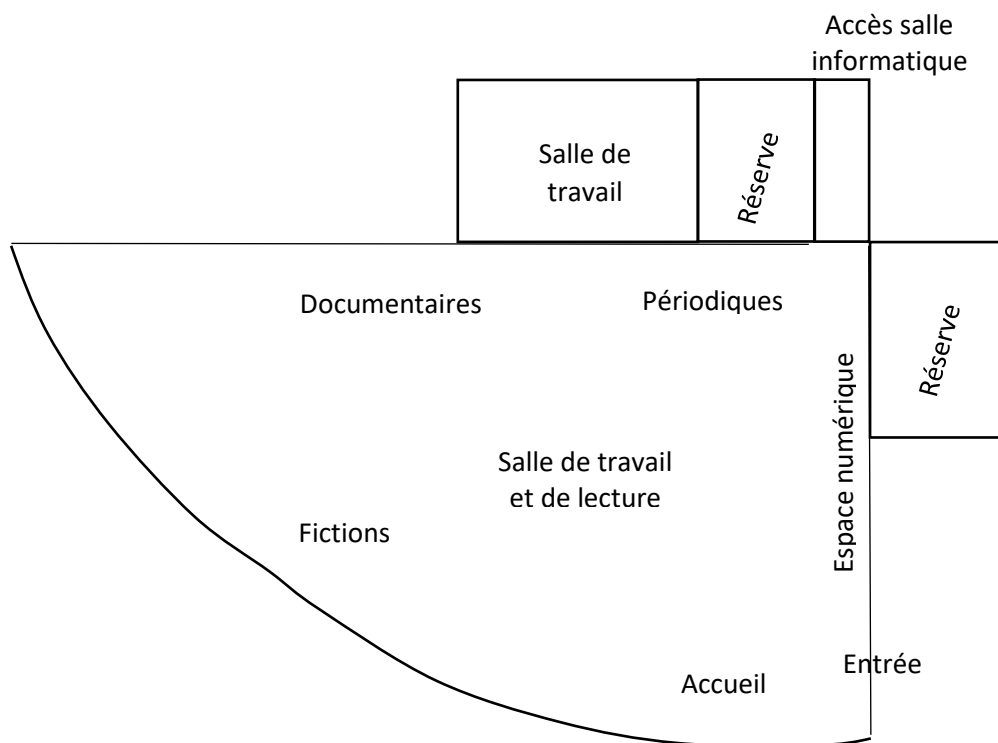 Accès salle
informatique
Salle de
travail
Réserve
Documentaires
Périodiques
Réserve
Espace numérique
Salle de travail
et de lecture
Fictions
Entrée
Accueil